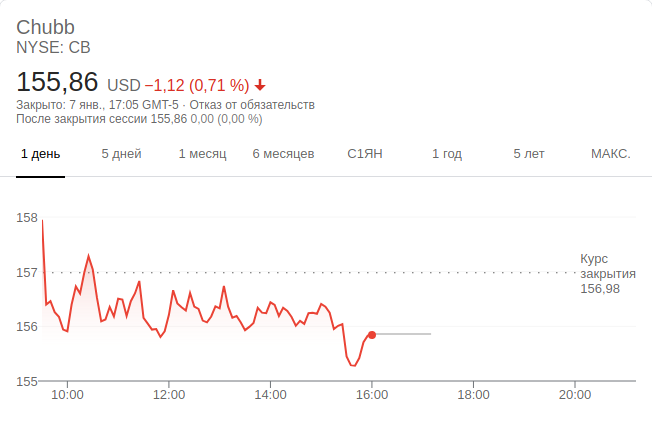 Chubb
NYSE: CB
155,86 USD −1,12 (0,71 %)
Закрыто: 7 янв., 17:05 GMT-5 · Отказ от обязательств
После закрытия сессии 155,86 0,00 (0,00 %)
1 день 5 дней 1 месяц 6 месяцев С1ЯН 1 год 5 лет МАКС.
158
157
156
155
Курс
закрытия
156,98
10:00 12:00 14:00 16:00 18:00 20:00